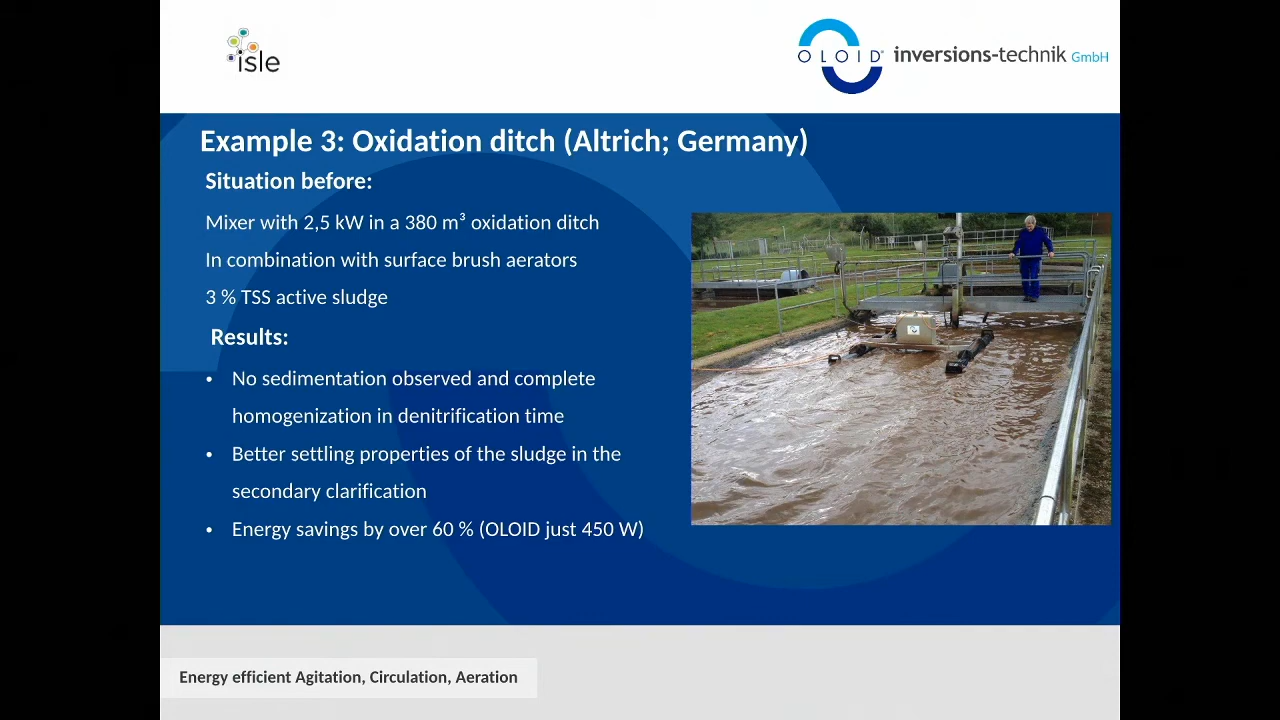 isle
OLOID® inversions-technik GmbH
Example 3: Oxidation ditch (Altrich; Germany)
Situation before:
Mixer with 2,5 kW in a 380 m³ oxidation ditch
In combination with surface brush aerators
3 % TSS active sludge
Results:
• No sedimentation observed and complete
homogenization in denitrification time
• Better settling properties of the sludge in the
secondary clarification
• Energy savings by over 60 % (OLOID just 450 W)
Energy efficient Agitation, Circulation, Aeration